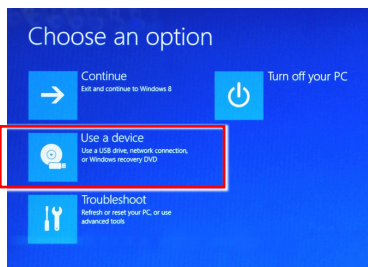 Choose an option
Continue
Exit and continue to Windows 8
Turn off your PC
Use a device
Use a USB drive, network connection,
or Windows recovery DVD
Troubleshoot
Refresh or reset your PC, or use
advanced tools